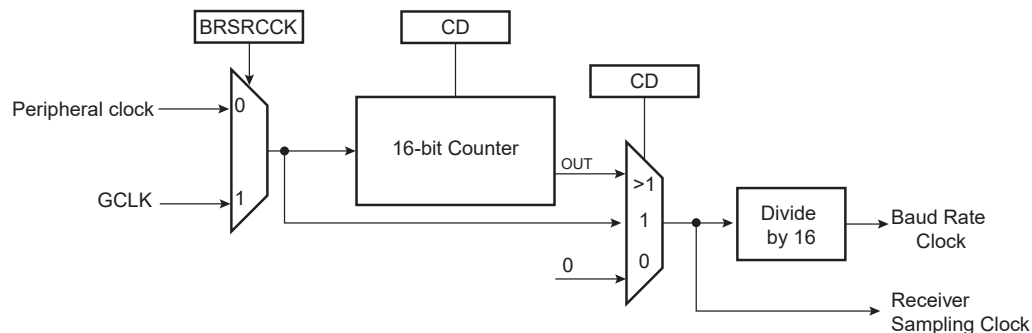 BRSRCCK
CD
CD
Peripheral clock
0
16-bit Counter
OUT
>1
GCLK
1
1
Divide
by 16
Baud Rate
Clock
0
0
Receiver
Sampling Clock